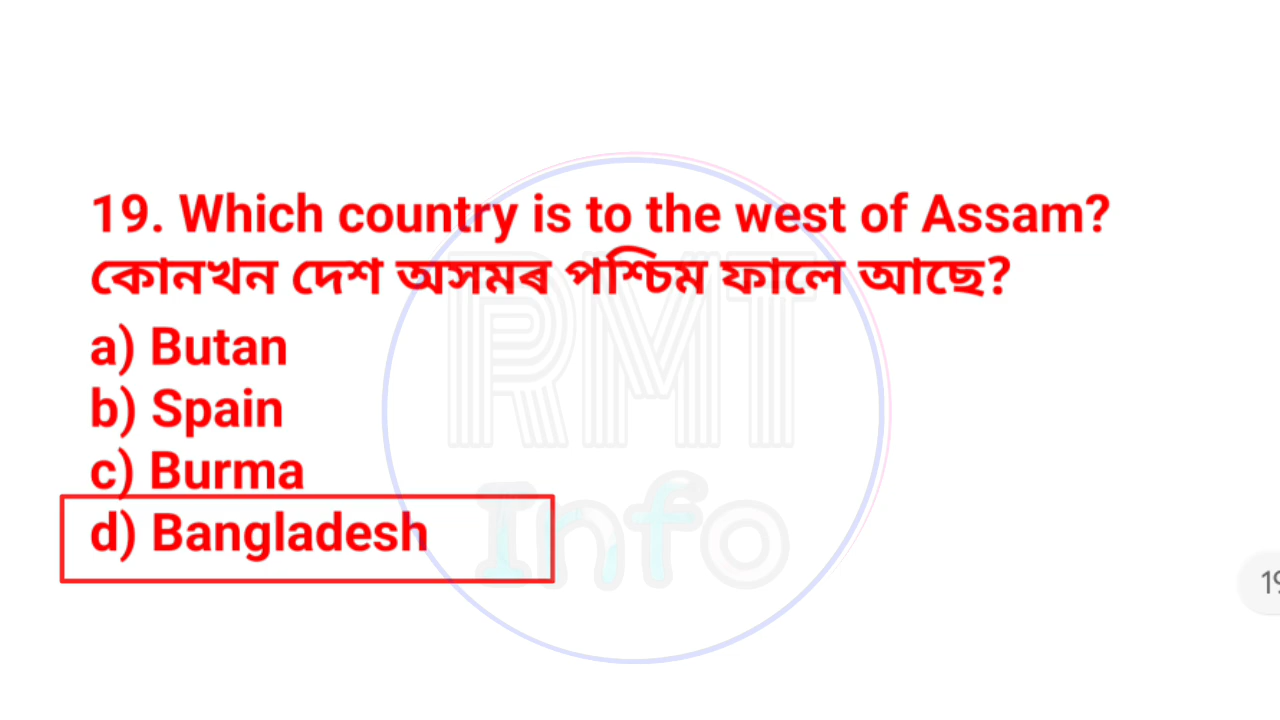 19. Which country is to the west of Assam?
কোনখন দেশ অসমৰ পশ্চিম ফালে আছে?
a) Butan
b) Spain
c) Burma
d) Bangladesh
RMT
Info
19